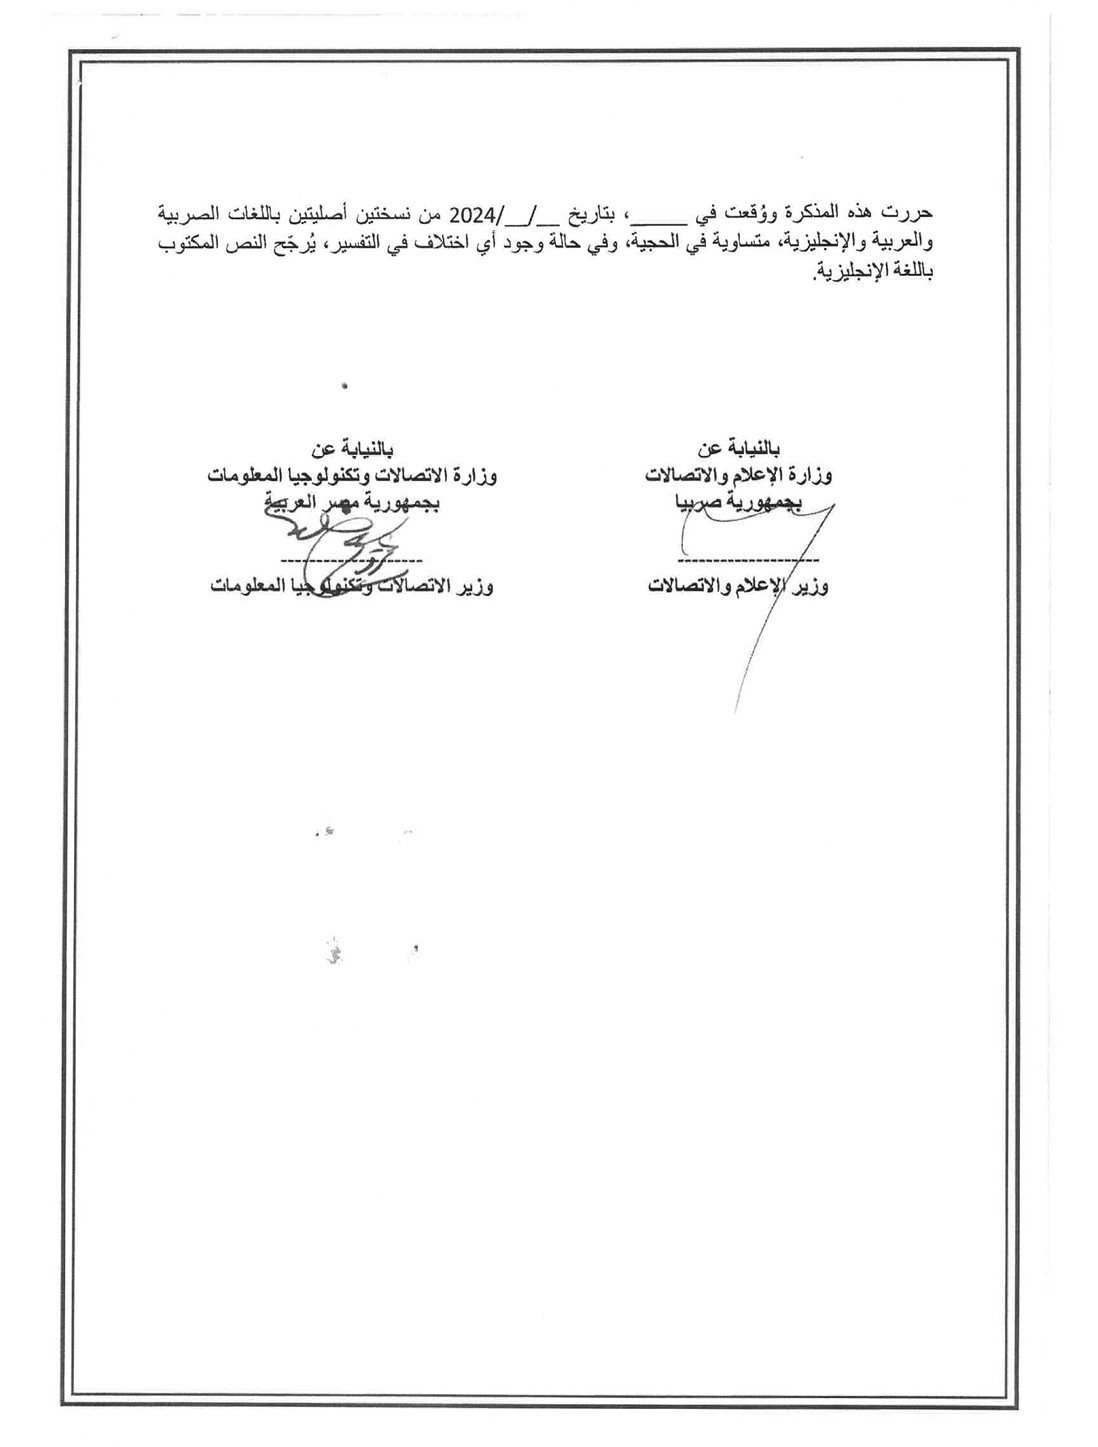 حررت هذه المذكرة ووُقعت في ______، بتاريخ __/__/2024 من نسختين أصليتين باللغات الصربية
والعربية والإنجليزية، متساوية في الحجية، وفي حالة وجود أي اختلاف في التفسير، يُرجّح النص المكتوب
باللغة الإنجليزية.
بالنيابة عن
وزارة الإعلام والاتصالات
بجمهورية صربيا
--------------------
وزير الإعلام والاتصالات
بالنيابة عن
وزارة الاتصالات وتكنولوجيا المعلومات
بجمهورية مصر العربية
--------------------
وزير الاتصالات وتكنولوجيا المعلومات